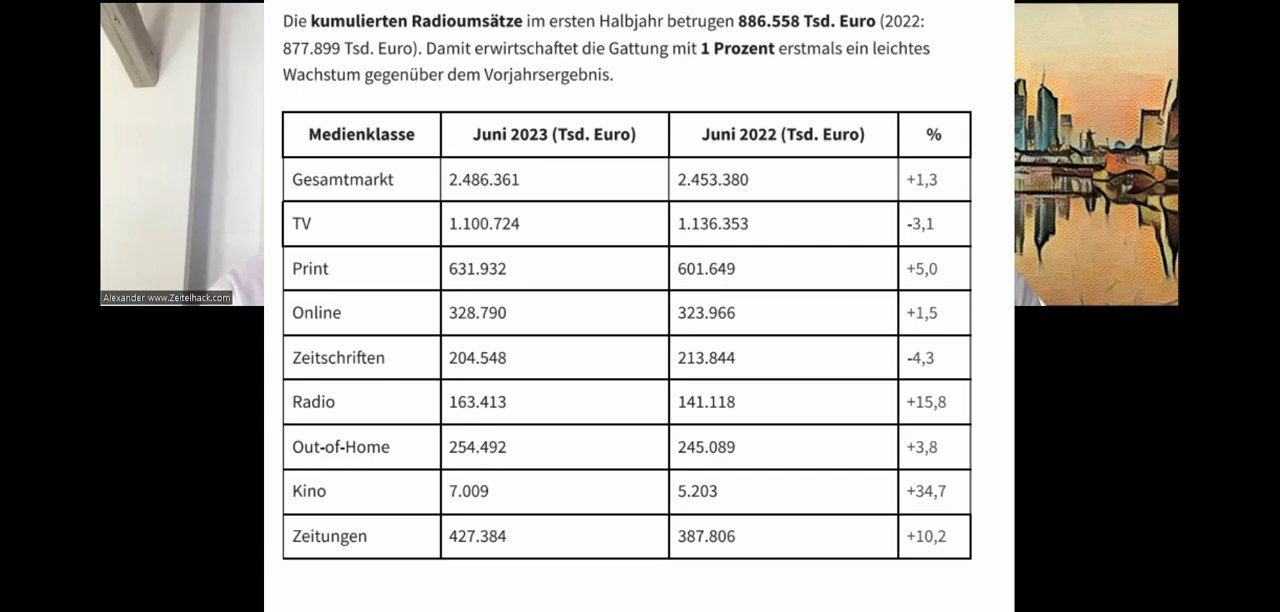 Die kumulierten Radioumsätze im ersten Halbjahr betrugen 886.558 Tsd. Euro (2022:
877.899 Tsd. Euro). Damit erwirtschaftet die Gattung mit 1 Prozent erstmals ein leichtes
Wachstum gegenüber dem Vorjahrsergebnis.
Medienklasse Juni 2023 (Tsd. Euro) Juni 2022 (Tsd. Euro) %
Gesamtmarkt 2.486.361 2.453.380 +1,3
TV 1.100.724 1.136.353 -3,1
Print 631.932 601.649 +5,0
Online 328.790 323.966 +1,5
Zeitschriften 204.548 213.844 -4,3
Radio 163.413 141.118 +15,8
Out-of-Home 254.492 245.089 +3,8
Kino 7.009 5.203 +34,7
Zeitungen 427.384 387.806 +10,2
Alexander www.Zeitelhack.com